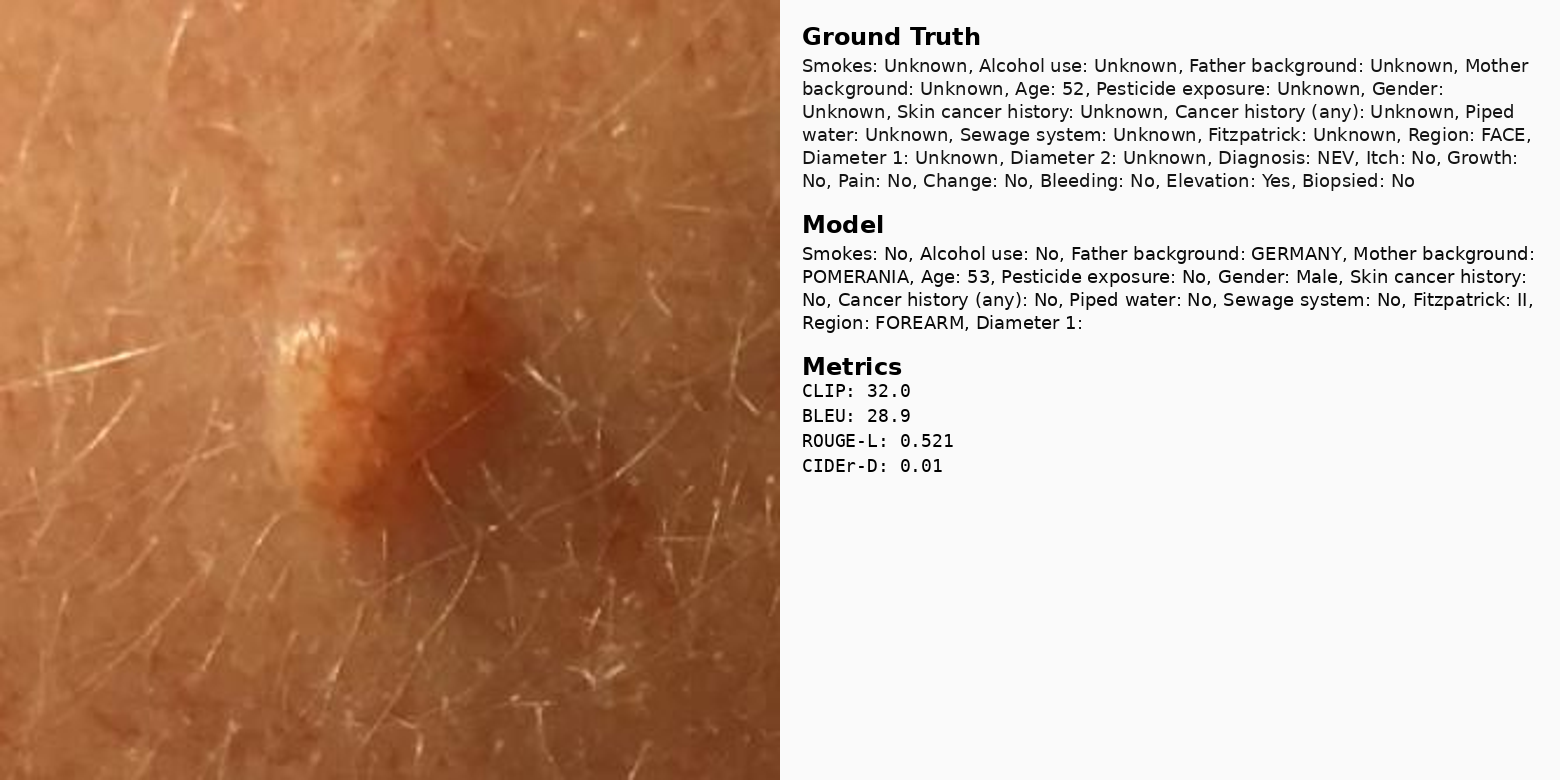 Ground Truth
Smokes: Unknown, Alcohol use: Unknown, Father background: Unknown, Mother
background: Unknown, Age: 52, Pesticide exposure: Unknown, Gender:
Unknown, Skin cancer history: Unknown, Cancer history (any): Unknown, Piped
water: Unknown, Sewage system: Unknown, Fitzpatrick: Unknown, Region: FACE,
Diameter 1: Unknown, Diameter 2: Unknown, Diagnosis: NEV, Itch: No, Growth:
No, Pain: No, Change: No, Bleeding: No, Elevation: Yes, Biopsied: No
Model
Smokes: No, Alcohol use: No, Father background: GERMANY, Mother background:
POMERANIA, Age: 53, Pesticide exposure: No, Gender: Male, Skin cancer history:
No, Cancer history (any): No, Piped water: No, Sewage system: No, Fitzpatrick: II,
Region: FOREARM, Diameter 1:
Metrics
CLIP: 32.0
BLEU: 28.9
ROUGE-L: 0.521
CIDEr-D: 0.01